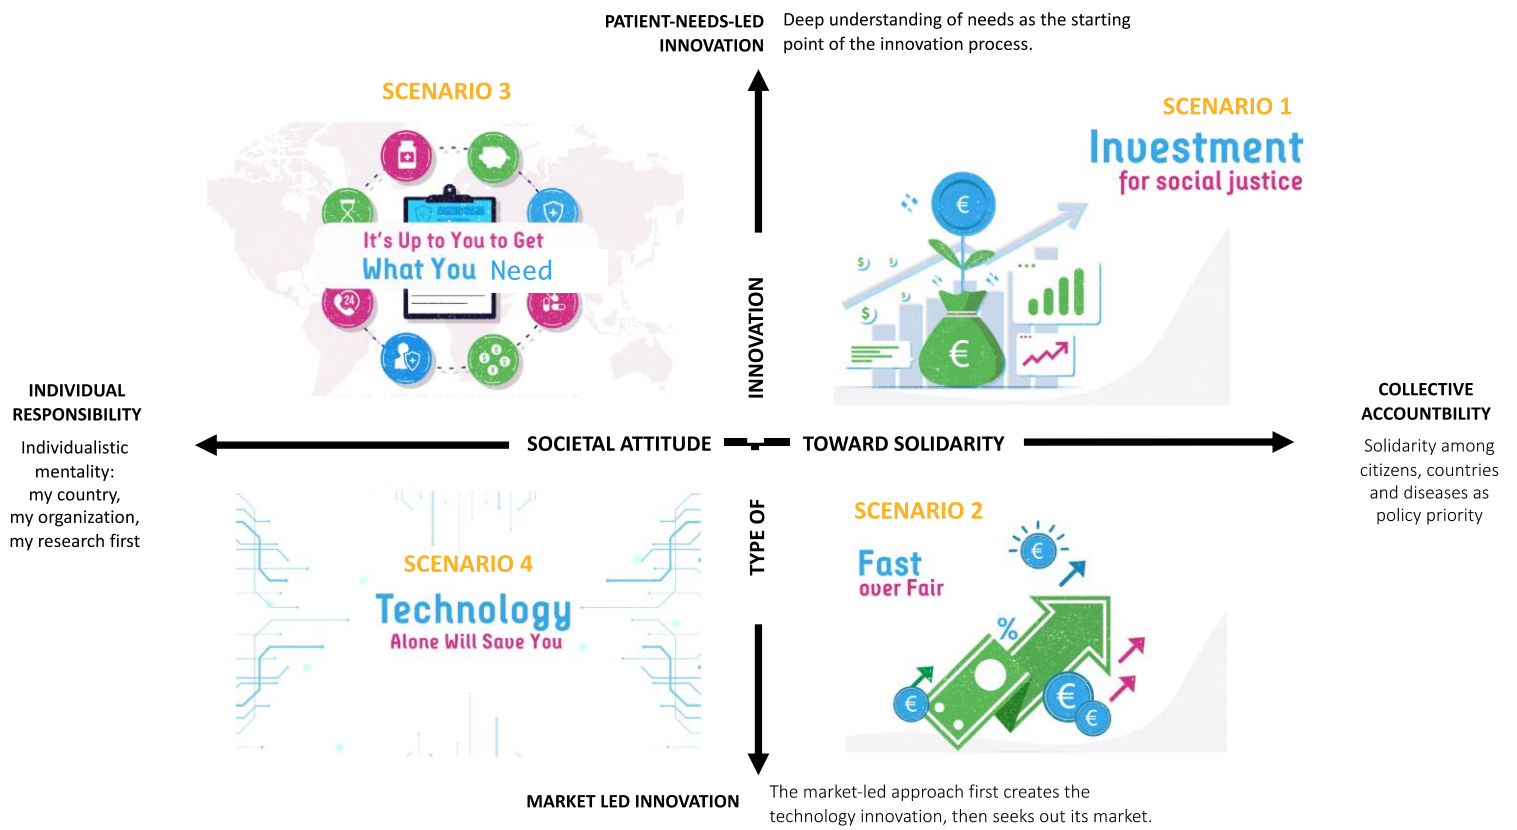 PATIENT-NEEDS-LED
INNOVATION
Deep understanding of needs as the starting
point of the innovation process.
SCENARIO 3
It's Up to You to Get
What You Need
24
SCENARIO 1
Investment
for social justice
€
$ $
$
$
€
INNOVATION
INDIVIDUAL
RESPONSIBILITY
Individualistic
mentality:
my country,
my organization,
my research first
SOCIETAL ATTITUDE
TOWARD SOLIDARITY
COLLECTIVE
ACCOUNTBILITY
Solidarity among
citizens, countries
and diseases as
policy priority
TYPE OF
SCENARIO 4
Technology
Alone Will Save You
SCENARIO 2
Fast
over Fair
€
%
€
€
€
MARKET LED INNOVATION
The market-led approach first creates the
technology innovation, then seeks out its market.